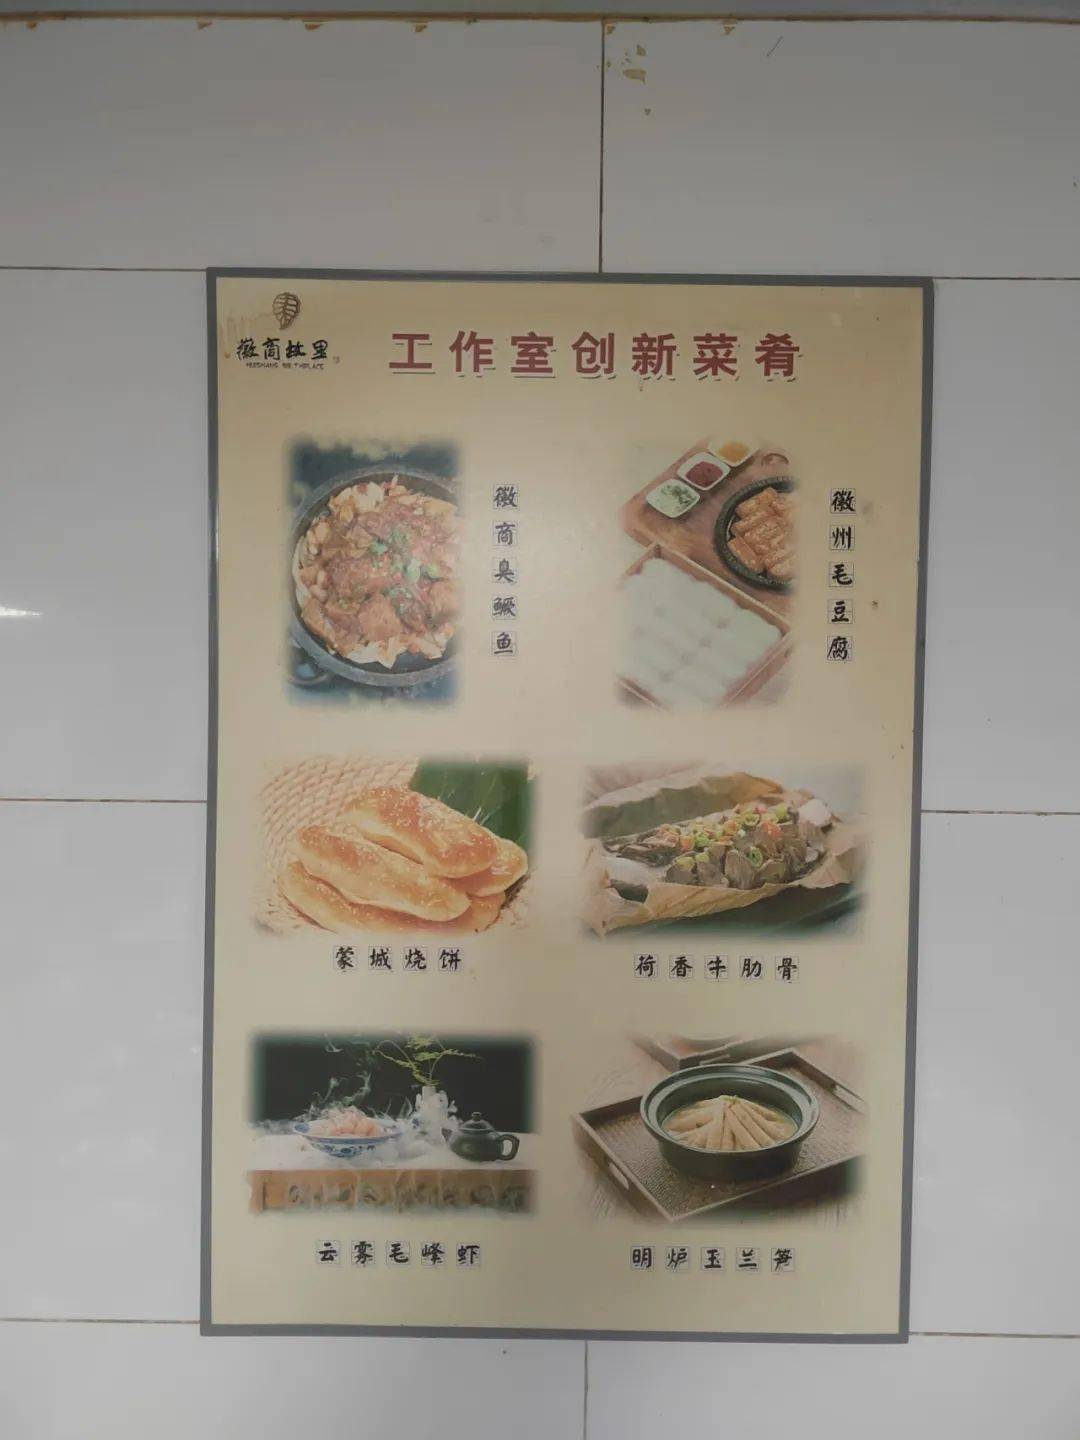 徽商故里
工作室创新菜肴
徽商臭鳜鱼
徽州毛豆腐
蒙城烧饼
荷香牛肋骨
云雾毛峰虾
明炉玉兰笋